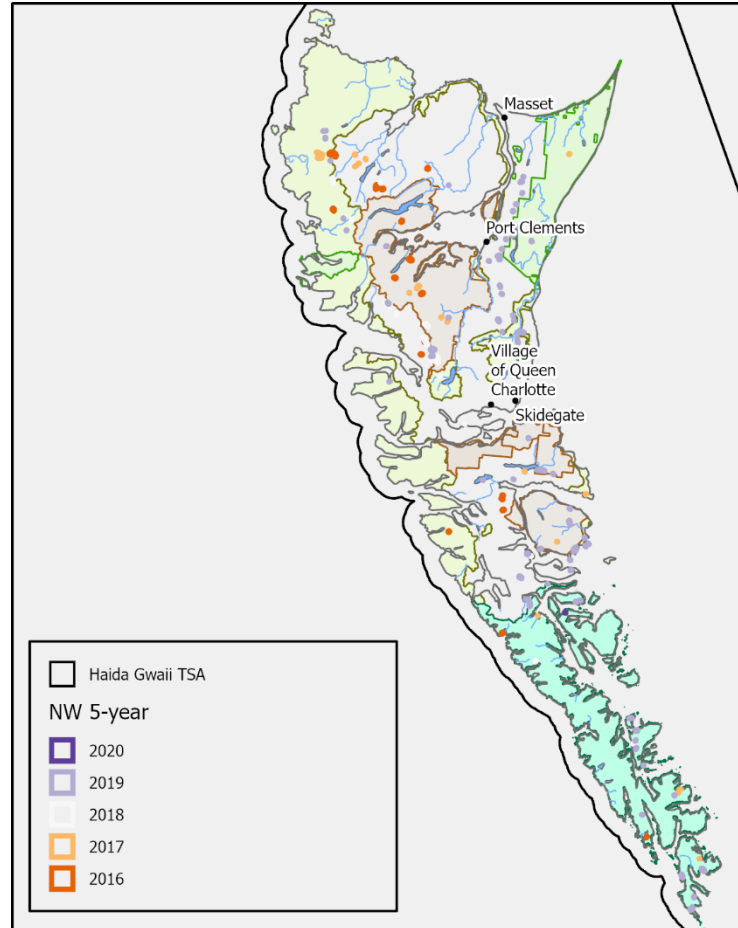 Masset
Port Clements
Village
of Queen
Charlotte
Skidegate
Haida Gwaii TSA
NW 5-year
2020
2019
2018
2017
2016